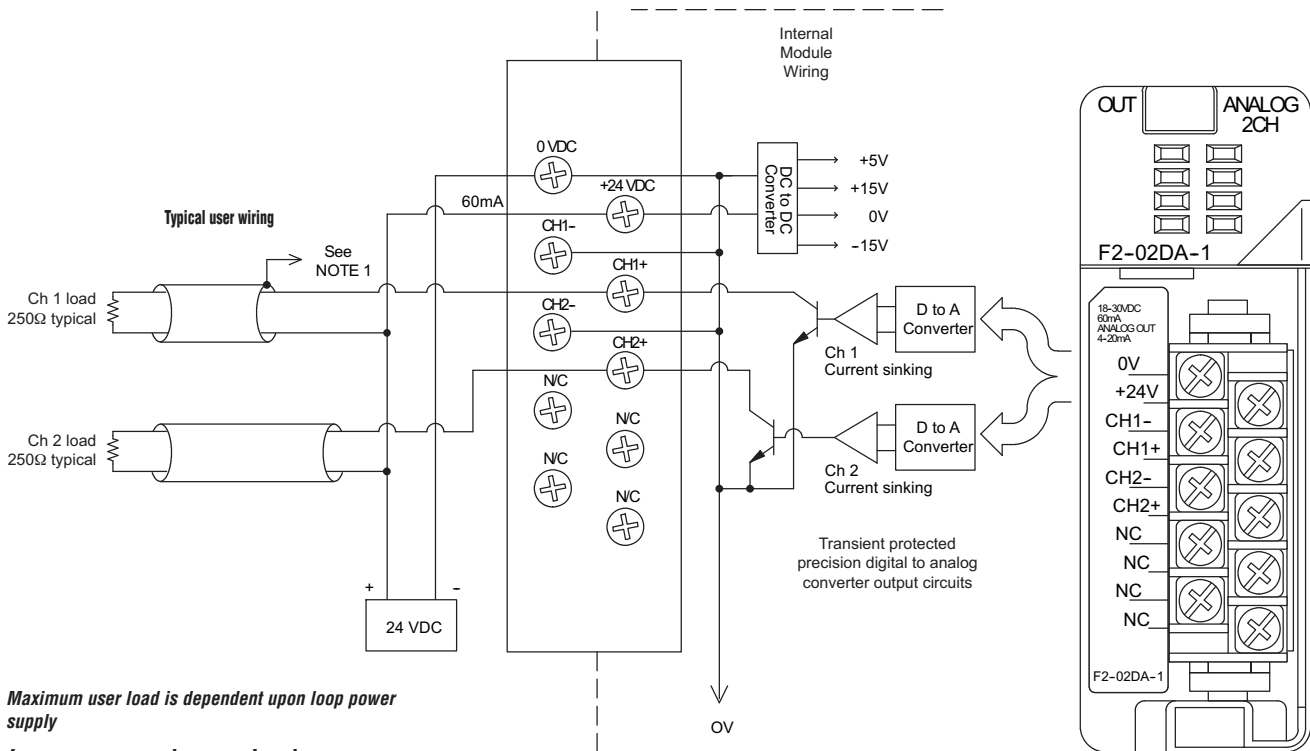 Internal
Module
Wiring
OUT
ANALOG
2CH
F2-02DA-1
18-30VDC
60mA
ANALOG OUT
4-20mA
0V
+24V
CH1-
CH1+
CH2-
CH2+
NC
NC
NC
NC
F2-02DA-1
0 VDC
+24 VDC
60mA
CH1-
CH1+
CH2-
CH2+
N/C
N/C
N/C
N/C
DC to DC
Converter
+5V
+15V
0V
-15V
Typical user wiring
See
NOTE 1
Ch 1 load
250Ω typical
Ch 2 load
250Ω typical
D to A
Converter
Ch 1
Current sinking
D to A
Converter
Ch 2
Current sinking
Transient protected
precision digital to analog
converter output circuits
+
-
24 VDC
OV
Maximum user load is dependent upon loop power
supply